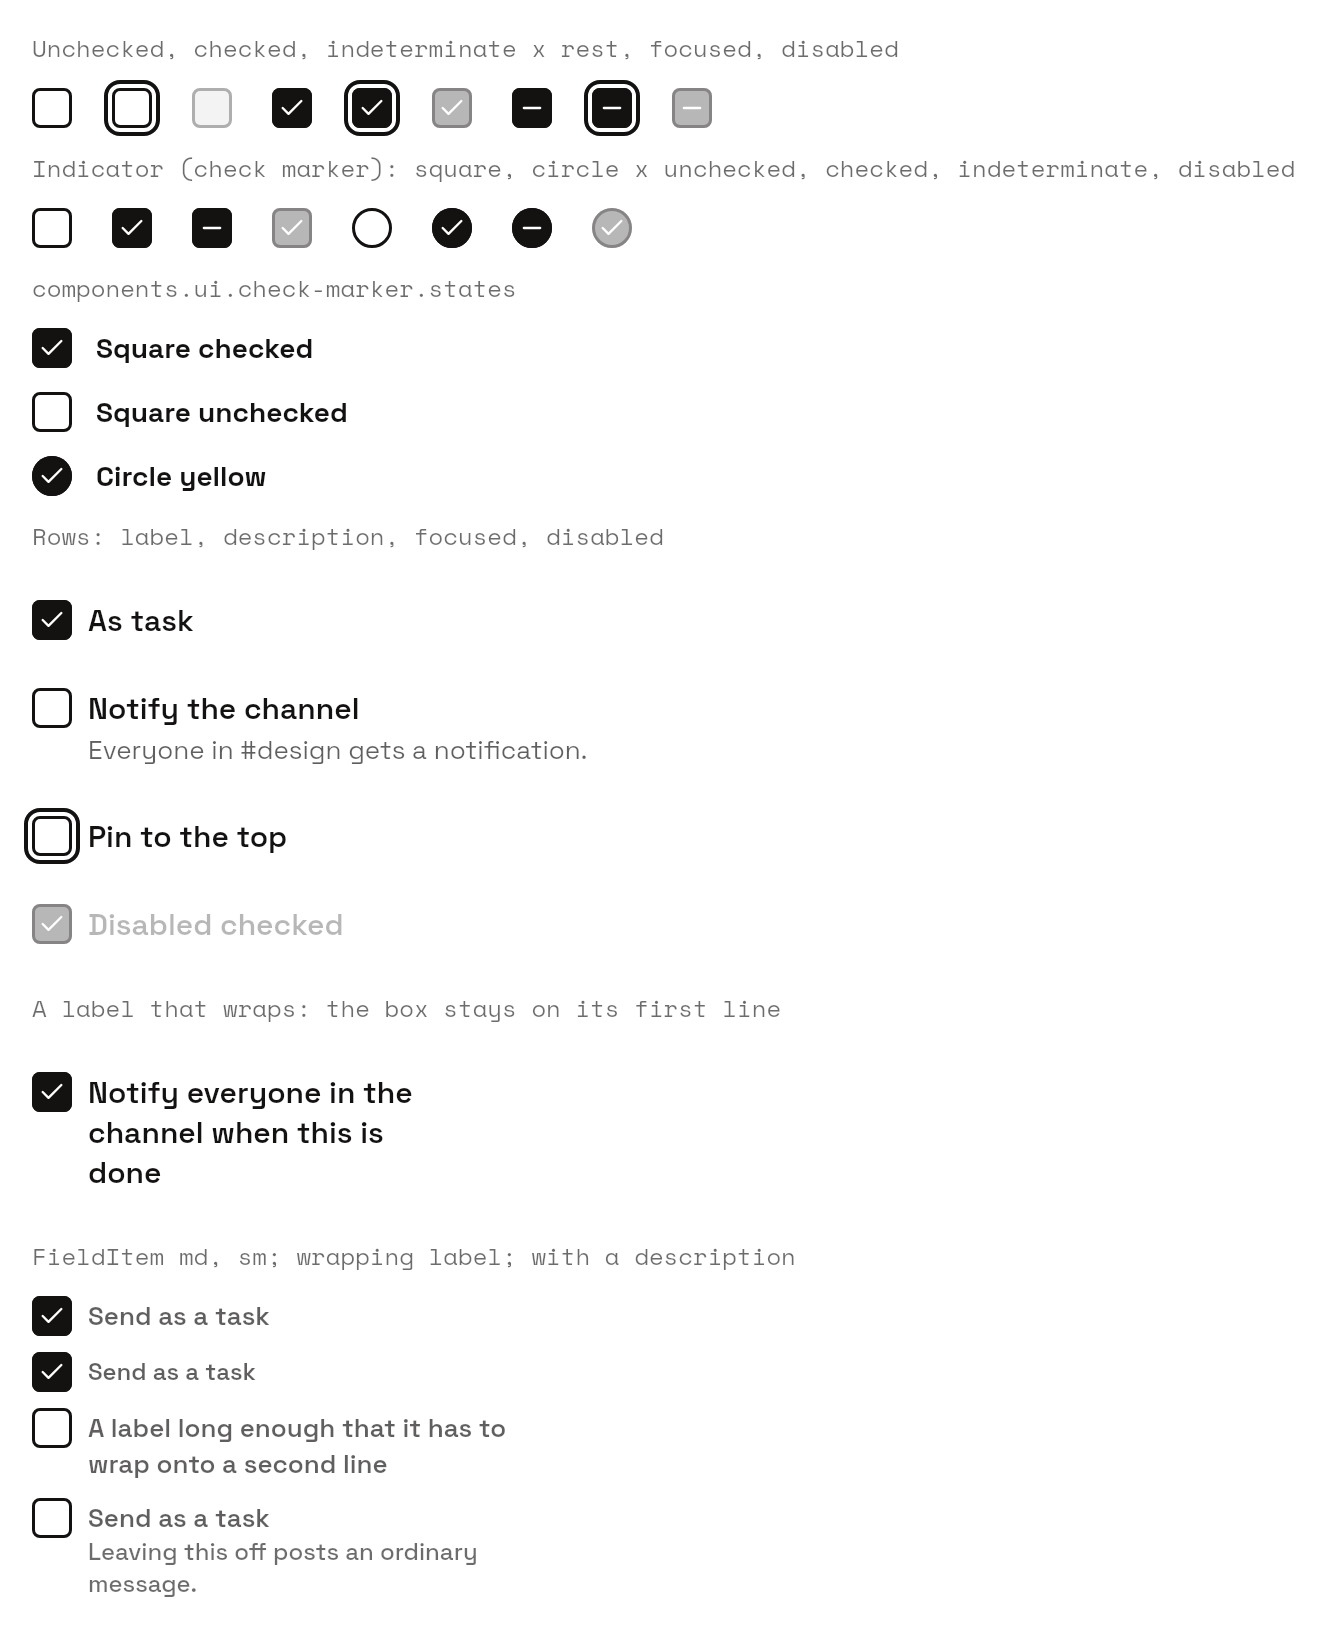 Unchecked, checked, indeterminate x rest, focused, disabled
Indicator (check marker): square, circle x unchecked, checked, indeterminate, disabled
components.ui.check-marker.states
Square checked
Square unchecked
Circle yellow
Rows: label, description, focused, disabled
As task
Notify the channel
Everyone in #design gets a notification.
Pin to the top
Disabled checked
A label that wraps: the box stays on its first line
Notify everyone in the
channel when this is
done
FieldItem md, sm; wrapping label; with a description
Send as a task
Send as a task
A label long enough that it has to
wrap onto a second line
Send as a task
Leaving this off posts an ordinary
message.